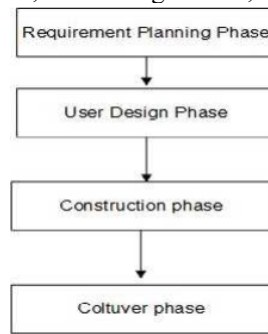 Requirement Planning Phase
User Design Phase
Construction phase
Coltuver phase